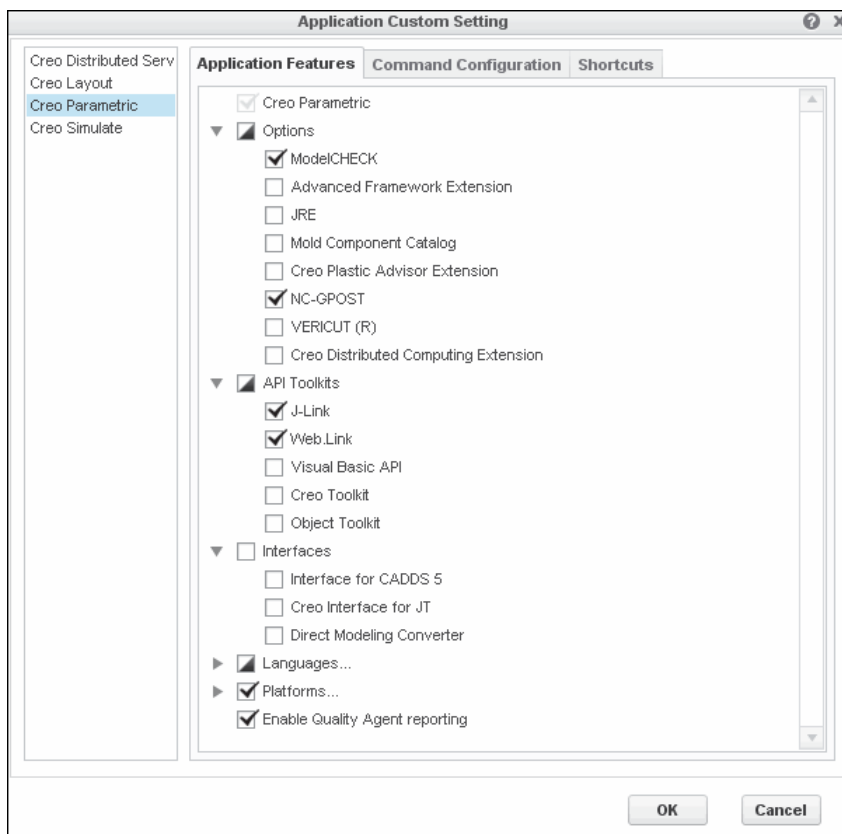 Application Custom Setting
Creo Distributed Serv
Creo Layout
Creo Parametric
Creo Simulate
Application Features
Command Configuration
Shortcuts
Creo Parametric
Options
ModelCHECK
Advanced Framework Extension
JRE
Mold Component Catalog
Creo Plastic Advisor Extension
NC-GPOST
VERICUT (R)
Creo Distributed Computing Extension
API Toolkits
J-Link
Web.Link
Visual Basic API
Creo Toolkit
Object Toolkit
Interfaces
Interface for CADDS 5
Creo Interface for JT
Direct Modeling Converter
Languages...
Platforms...
Enable Quality Agent reporting
OK
Cancel